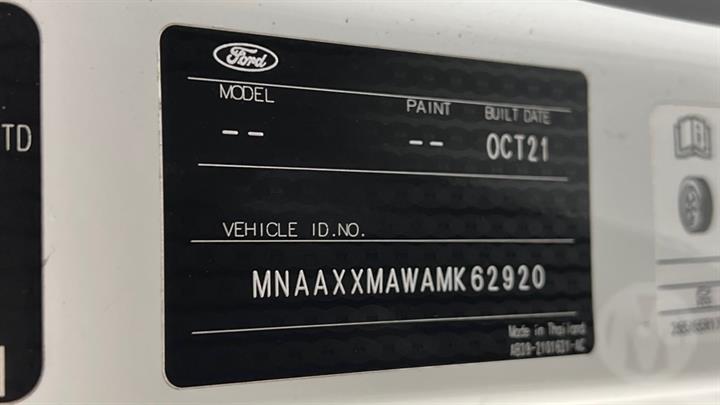 TD
Ford
MODEL PAINT BUILT DATE
-- -- OCT21
VEHICLE ID.NO.
MNAAXXMAWAMK62920
Made in Thailand